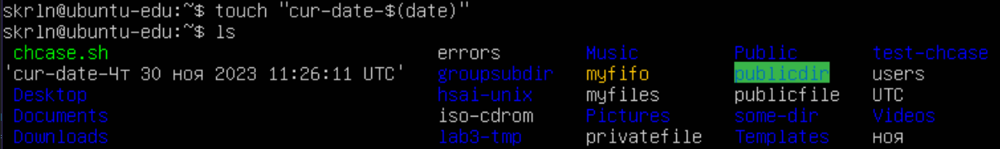 skrln@ubuntu-edu:~$ touch "cur-date-$(date)"
skrln@ubuntu-edu:~$ ls
chcase.sh errors Music Public test-chcase
'cur-date-Чт 30 ноя 2023 11:26:11 UTC' groupsubdir myfifo publicdir users
Desktop hsai-unix myfiles publicfile UTC
Documents iso-cdrom Pictures some-dir Videos
Downloads lab3-tmp privatefile Templates ноя